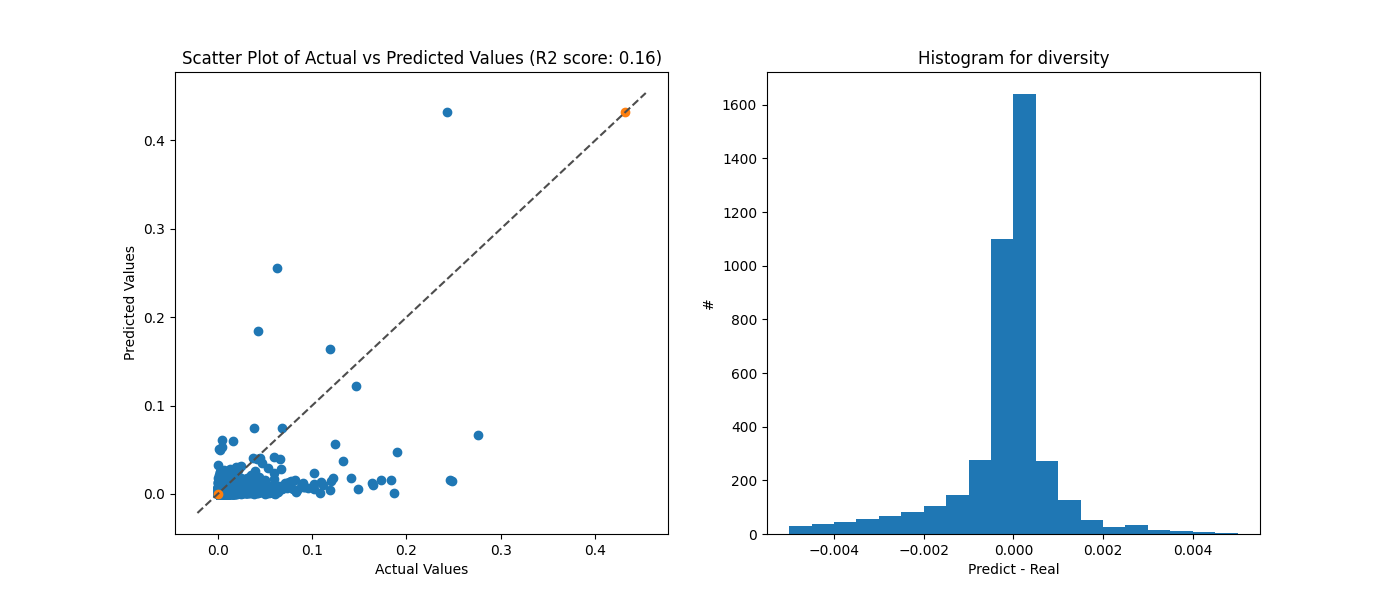 Scatter Plot of Actual vs Predicted Values (R2 score: 0.16)
0.4
0.3
0.2
0.1
0.0
Predicted Values
0.0 0.1 0.2 0.3 0.4
Actual Values
Histogram for diversity
1600
1400
1200
1000
800
600
400
200
0
#
−0.004 −0.002 0.000 0.002 0.004
Predict - Real